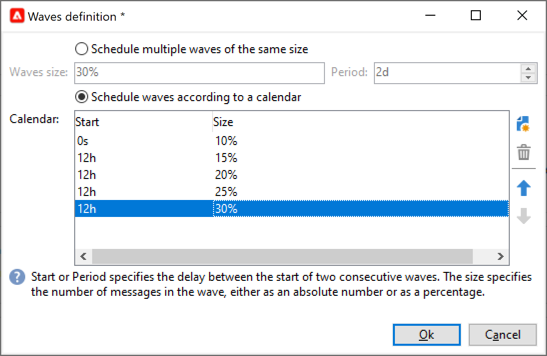 Waves definition *
Schedule multiple waves of the same size
Waves size: 30% Period: 2d
Schedule waves according to a calendar
Calendar: Start Size
0s 10%
12h 15%
12h 20%
12h 25%
12h 30%
Start or Period specifies the delay between the start of two consecutive waves. The size specifies
the number of messages in the wave, either as an absolute number or as a percentage.
Ok Cancel